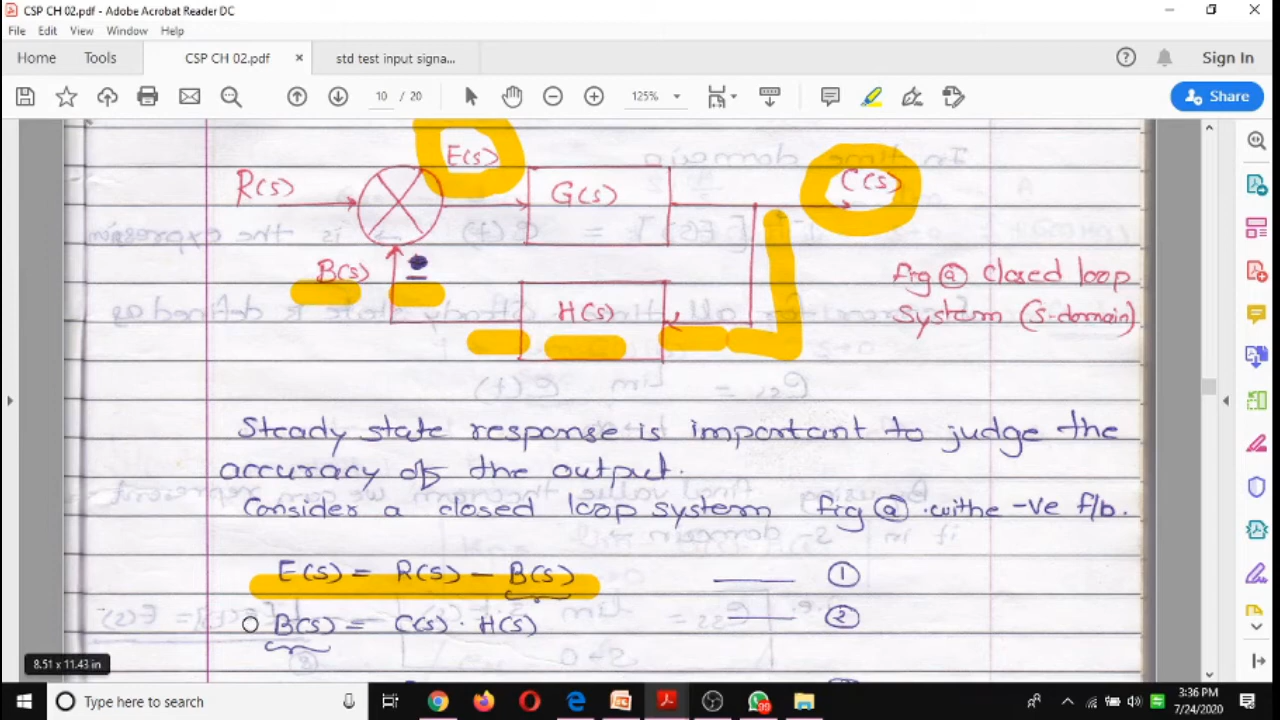 CSP CH 02.pdf - Adobe Acrobat Reader DC
File Edit View Window Help
Home Tools CSP CH 02.pdf × std test input signa... Sign In
10 / 20 125% Share
E(s)
R(s) G(s) C(s)
B(s) -
H(s)
fig ⓐ closed loop
system (s-domain)
Steady state response is important to judge the
accuracy of the output.
Consider a closed loop system fig ⓐ .withe -ve f/b.
E(s) = R(s) - B(s) ①
B(s) = C(s) · H(s) ②
8.51 x 11.43 in
Type here to search
99
3:36 PM
7/24/2020